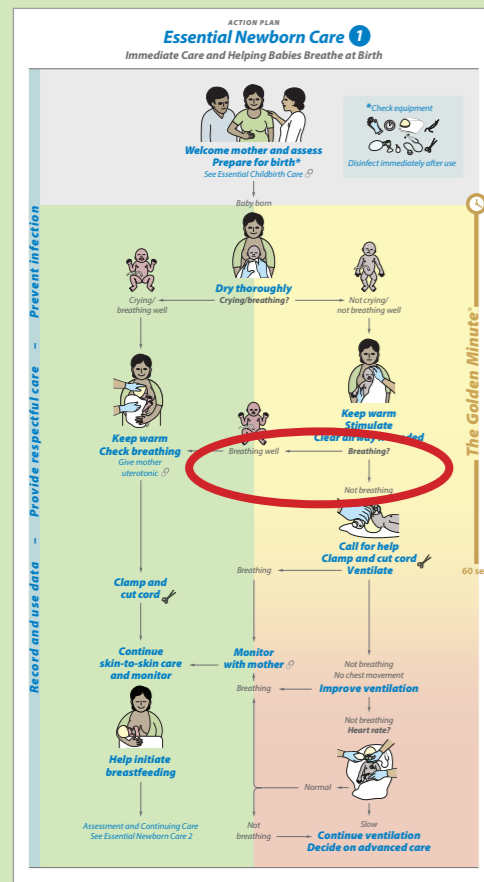 ACTION PLAN
Essential Newborn Care 1
Immediate Care and Helping Babies Breathe at Birth
*Check equipment
Disinfect immediately after use
Welcome mother and assess
Prepare for birth*
See Essential Childbirth Care
Baby born
Dry thoroughly
Crying/breathing?
Crying/
breathing well
Not crying/
not breathing well
Keep warm
Stimulate
Clear airway
Keep warm
Check breathing
Give mother
uterotonic
Breathing well
Breathing?
Not breathing
Call for help
Clamp and cut cord
Ventilate
Breathing
Clamp and
cut cord
Continue
skin-to-skin care
and monitor
Monitor
with mother
Not breathing
No chest movement
Breathing
Improve ventilation
Not breathing
Heart rate?
Help initiate
breastfeeding
Normal
Slow
Assessment and Continuing Care
See Essential Newborn Care 2
Not
breathing
Continue ventilation
Decide on advanced care
Record and use data – Provide respectful care – Prevent infection
The Golden Minute®
60 se